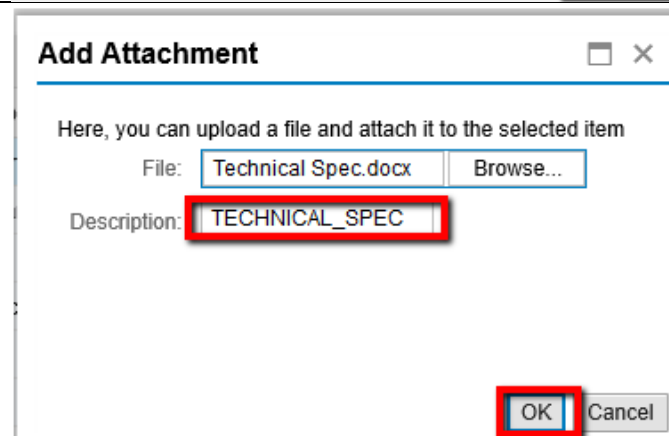 Add Attachment
Here, you can upload a file and attach it to the selected item
File: Technical Spec.docx Browse...
Description: TECHNICAL_SPEC
OK Cancel